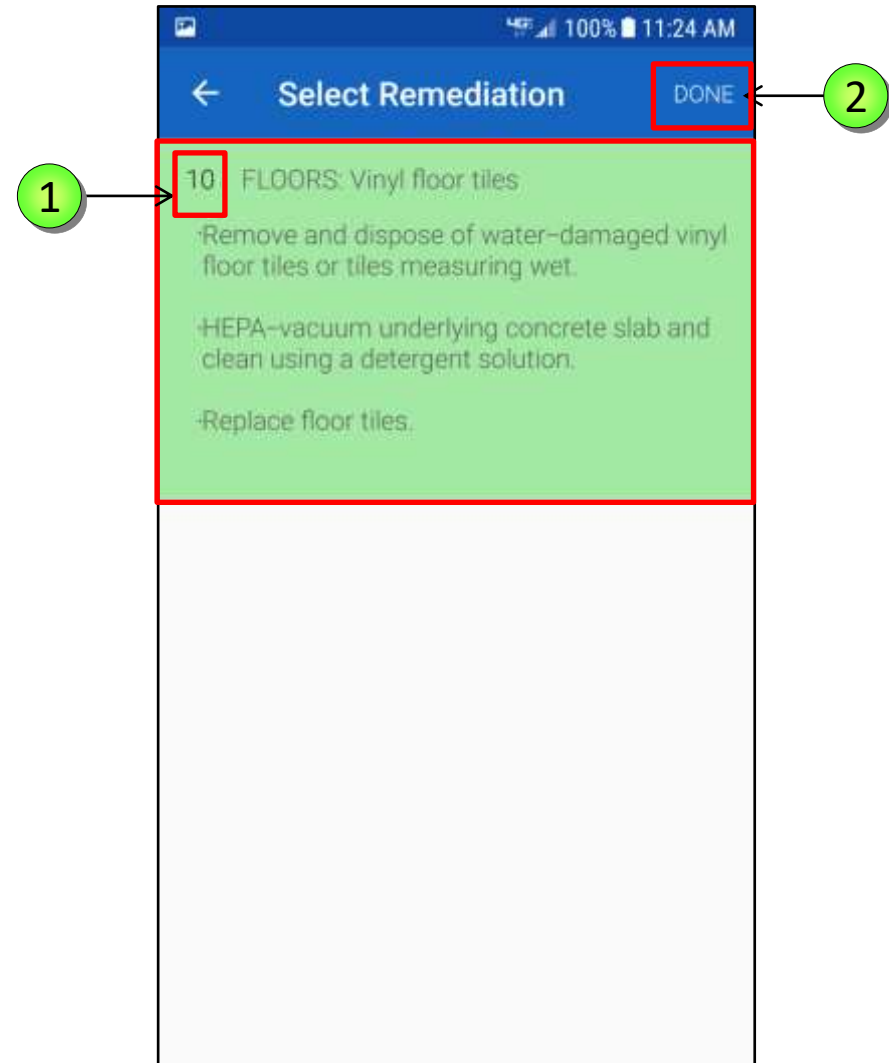 4G 100% 11:24 AM
Select Remediation DONE
2
1
10 FLOORS: Vinyl floor tiles
·Remove and dispose of water–damaged vinyl
floor tiles or tiles measuring wet.
·HEPA–vacuum underlying concrete slab and
clean using a detergent solution.
·Replace floor tiles.